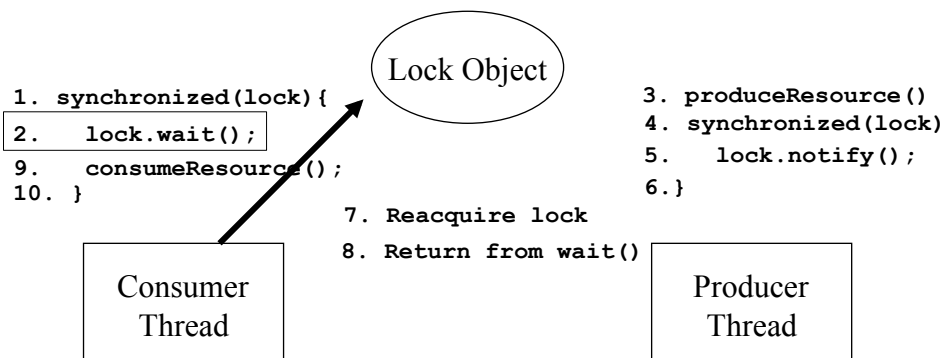 Lock Object
1. synchronized(lock){
2.   lock.wait();
9.   consumeResource();
10. }
3. produceResource()
4. synchronized(lock)
5.   lock.notify();
6.}
7. Reacquire lock
8. Return from wait()
Consumer
Thread
Producer
Thread